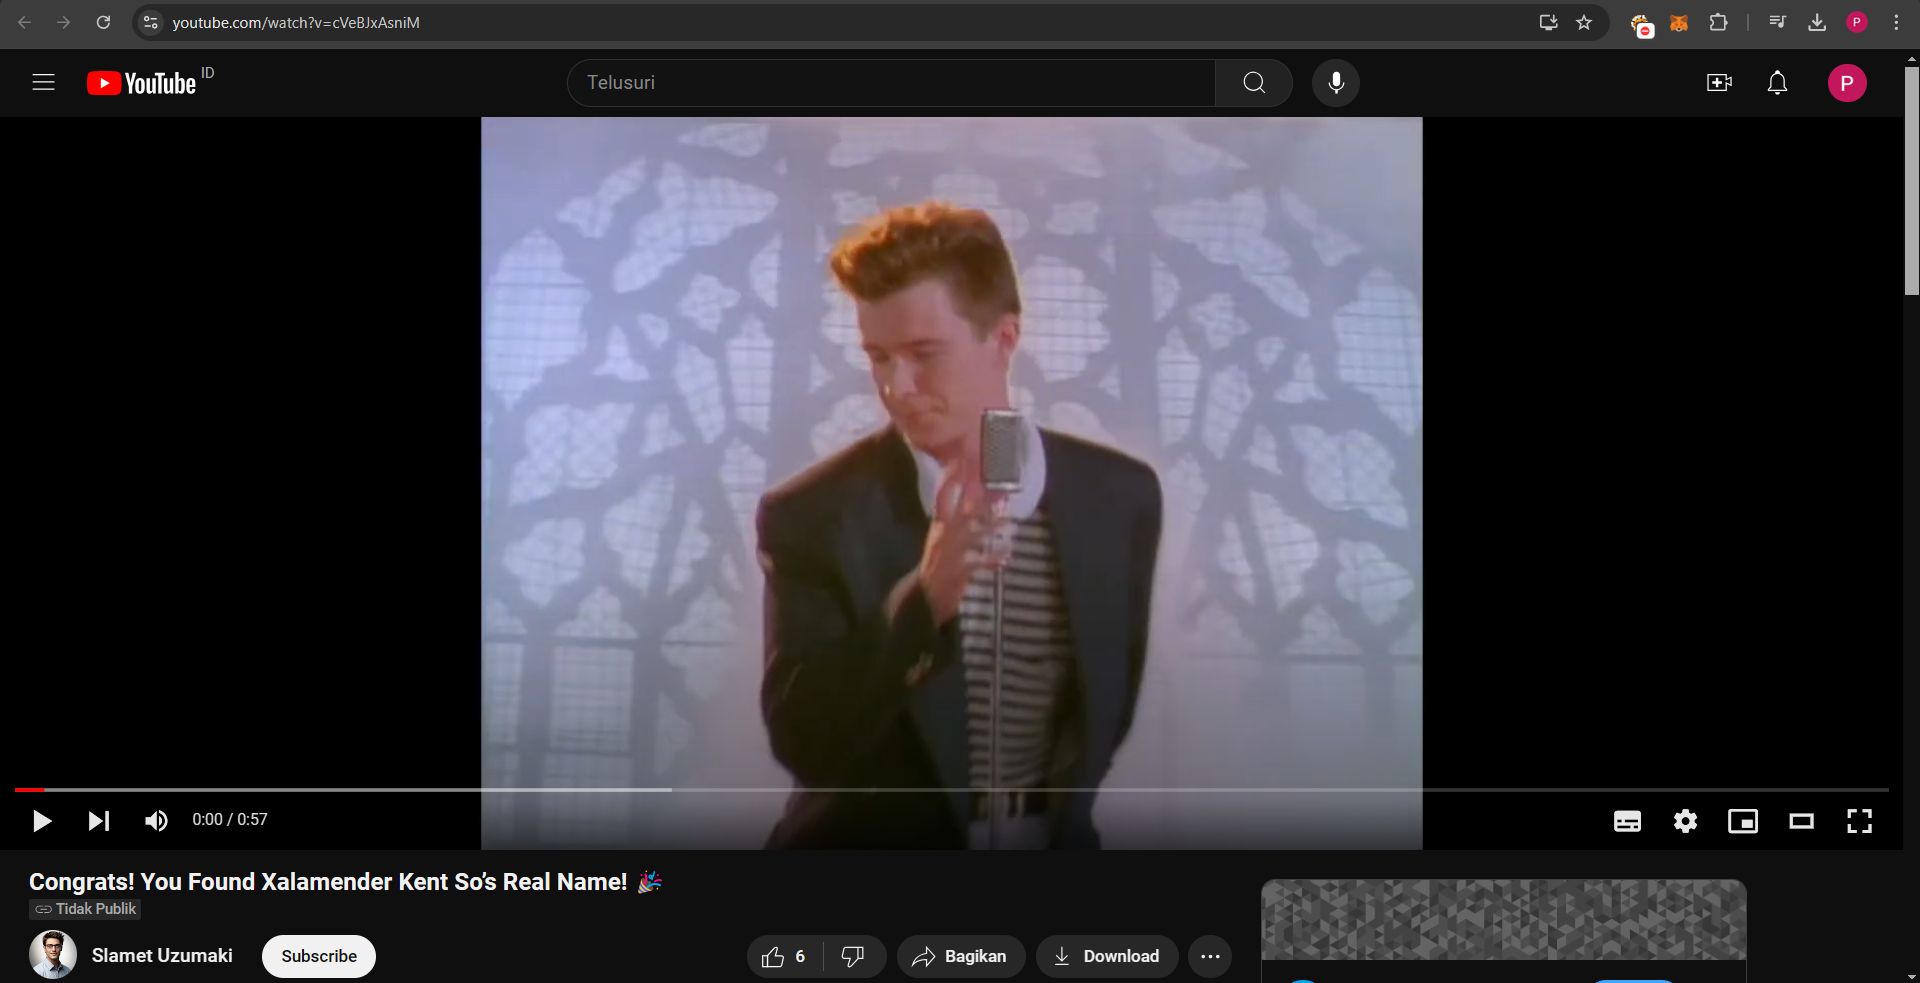 youtube.com/watch?v=cVeBJxAsniM
P
YouTube ID
Telusuri
P
0:00 / 0:57
Congrats! You Found Xalamender Kent So’s Real Name! 🎉
Tidak Publik
Slamet Uzumaki
Subscribe
6
Bagikan
Download